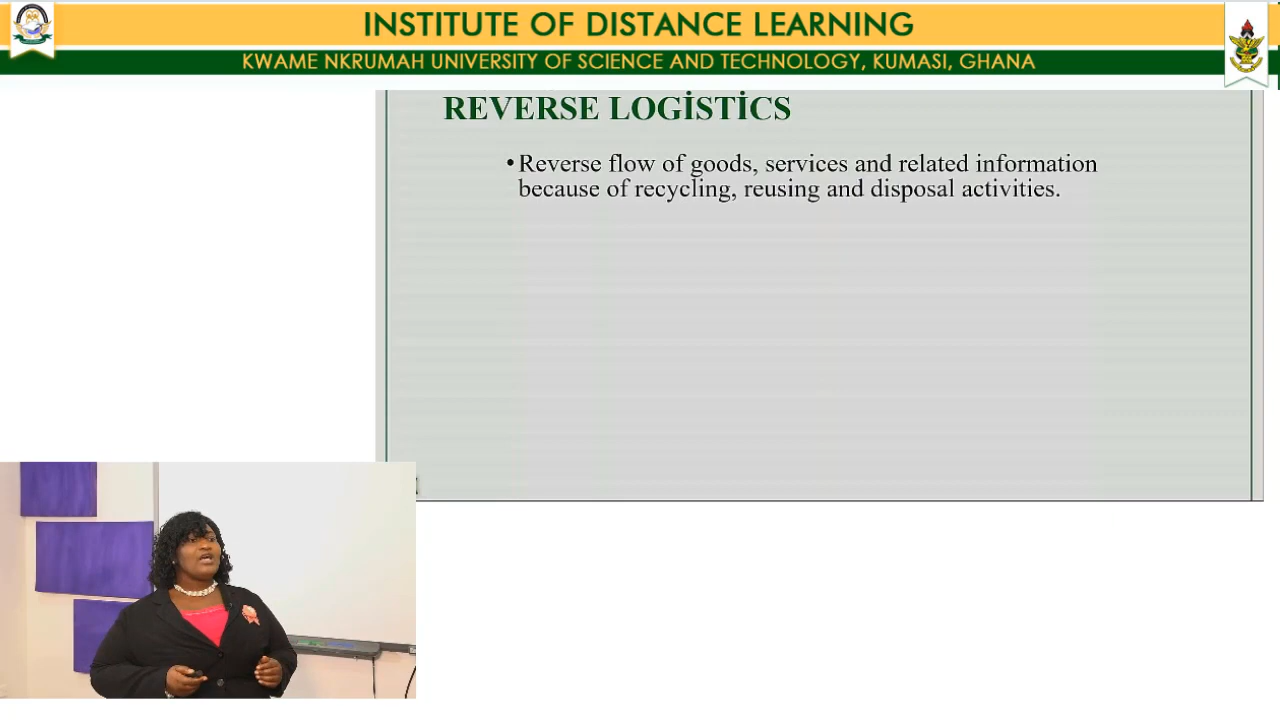 INSTITUTE OF DISTANCE LEARNING
KWAME NKRUMAH UNIVERSITY OF SCIENCE AND TECHNOLOGY, KUMASI, GHANA
REVERSE LOGİSTİCS
•Reverse flow of goods, services and related information
because of recycling, reusing and disposal activities.